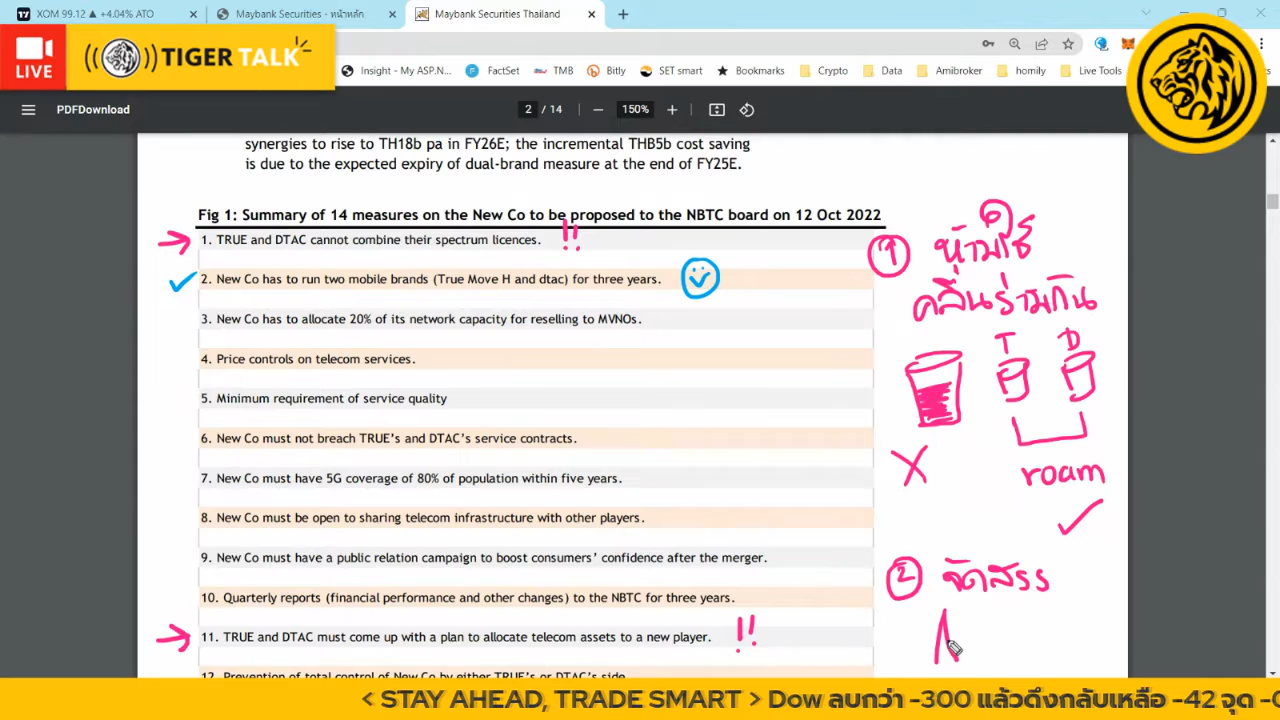 XOM 99.12 ▲ +4.04% ATO
Maybank Securities - หน้าหลัก
Maybank Securities Thailand
LIVE
TIGER TALK
Insight - My ASP.N...
FactSet
TMB
Bitly
SET smart
Bookmarks
Crypto
Data
Amibroker
homily
Live Tools
PDFDownload
2 / 14
150%
synergies to rise to TH18b pa in FY26E; the incremental THB5b cost saving
is due to the expected expiry of dual-brand measure at the end of FY25E.
Fig 1: Summary of 14 measures on the New Co to be proposed to the NBTC board on 12 Oct 2022
1. TRUE and DTAC cannot combine their spectrum licences. !!
2. New Co has to run two mobile brands (True Move H and dtac) for three years.
3. New Co has to allocate 20% of its network capacity for reselling to MVNOs.
4. Price controls on telecom services.
5. Minimum requirement of service quality
6. New Co must not breach TRUE's and DTAC's service contracts.
7. New Co must have 5G coverage of 80% of population within five years.
8. New Co must be open to sharing telecom infrastructure with other players.
9. New Co must have a public relation campaign to boost consumers' confidence after the merger.
10. Quarterly reports (financial performance and other changes) to the NBTC for three years.
11. TRUE and DTAC must come up with a plan to allocate telecom assets to a new player. !!
12. Prevention of total control of New Co by either TRUE's or DTAC's side
1 ห้ามใช้
คลื่นร่วมกัน
T D
X roam
2 จัดสรร
< STAY AHEAD, TRADE SMART > Dow ลบกว่า -300 แล้วดึงกลับเหลือ -42 จุด